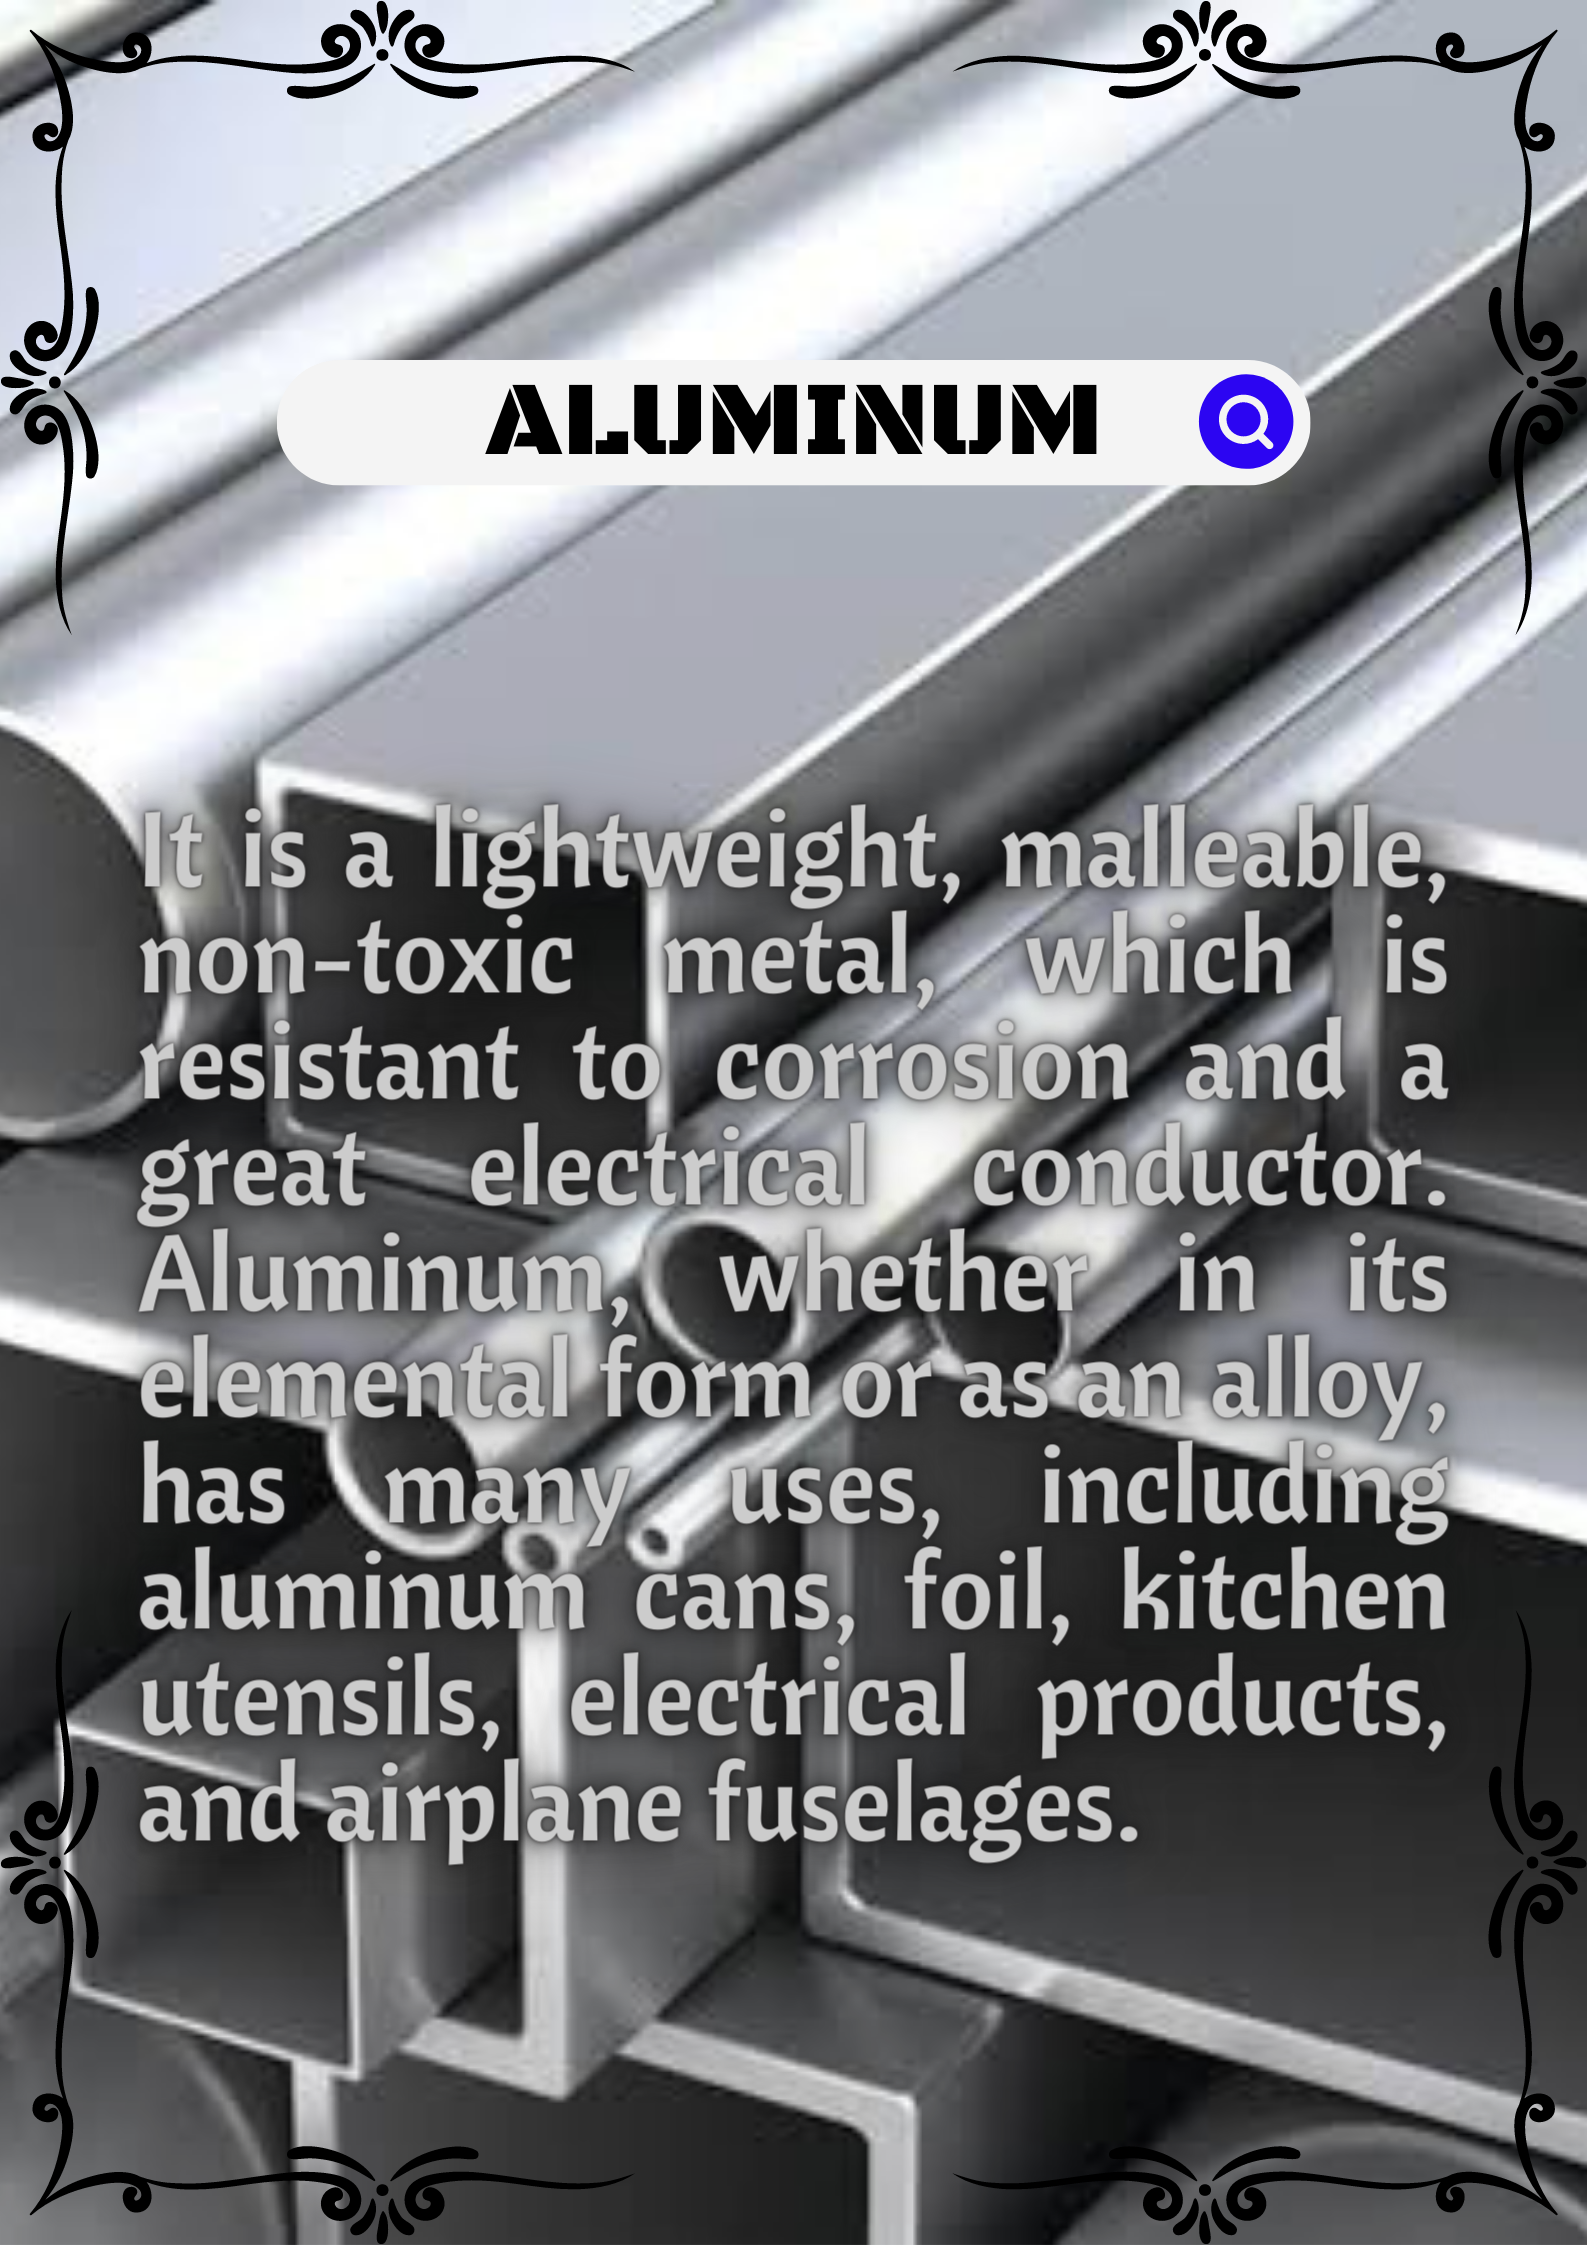 ALUMINUM
It is a lightweight, malleable,
non-toxic metal, which is
resistant to corrosion and a
great electrical conductor.
Aluminum, whether in its
elemental form or as an alloy,
has many uses, including
aluminum cans, foil, kitchen
utensils, electrical products,
and airplane fuselages.